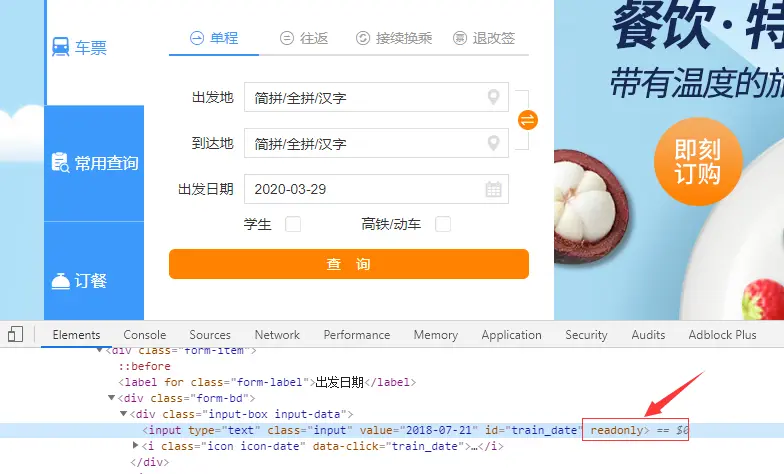 车票
单程 往返 接续换乘 退改签
餐饮·特
带有温度的旅
出发地 简拼/全拼/汉字
即刻
订购
到达地 简拼/全拼/汉字
常用查询
出发日期 2020-03-29
学生 高铁/动车
查 询
订餐
Elements Console Sources Network Performance Memory Application Security Audits Adblock Plus
▼<div class="form-item">
::before
<label for class="form-label">出发日期</label>
▼<div class="form-bd">
▼<div class="input-box input-data">
<input type="text" class="input" value="2018-07-21" id="train_date" readonly> == $0
▶<i class="icon icon-date" data-click="train_date">…</i>
</div>